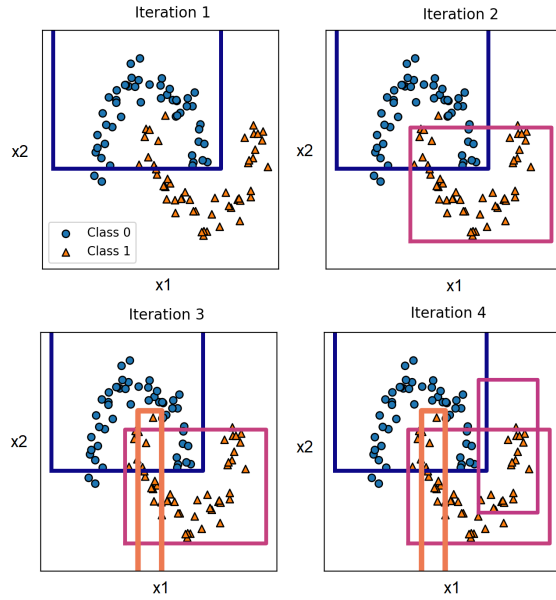 Iteration 1
x2
Class 0
Class 1
x1
Iteration 2
x2
x1
Iteration 3
x2
x1
Iteration 4
x2
x1